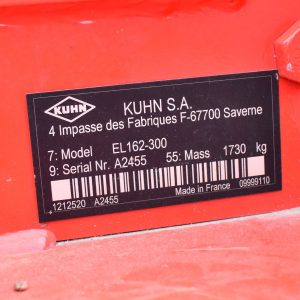 KUHN
KUHN S.A.
4 Impasse des Fabriques F-67700 Saverne
7: Model EL162-300
9: Serial Nr. A2455 55: Mass 1730 kg
Made in France
+1212520 A2455 09999110